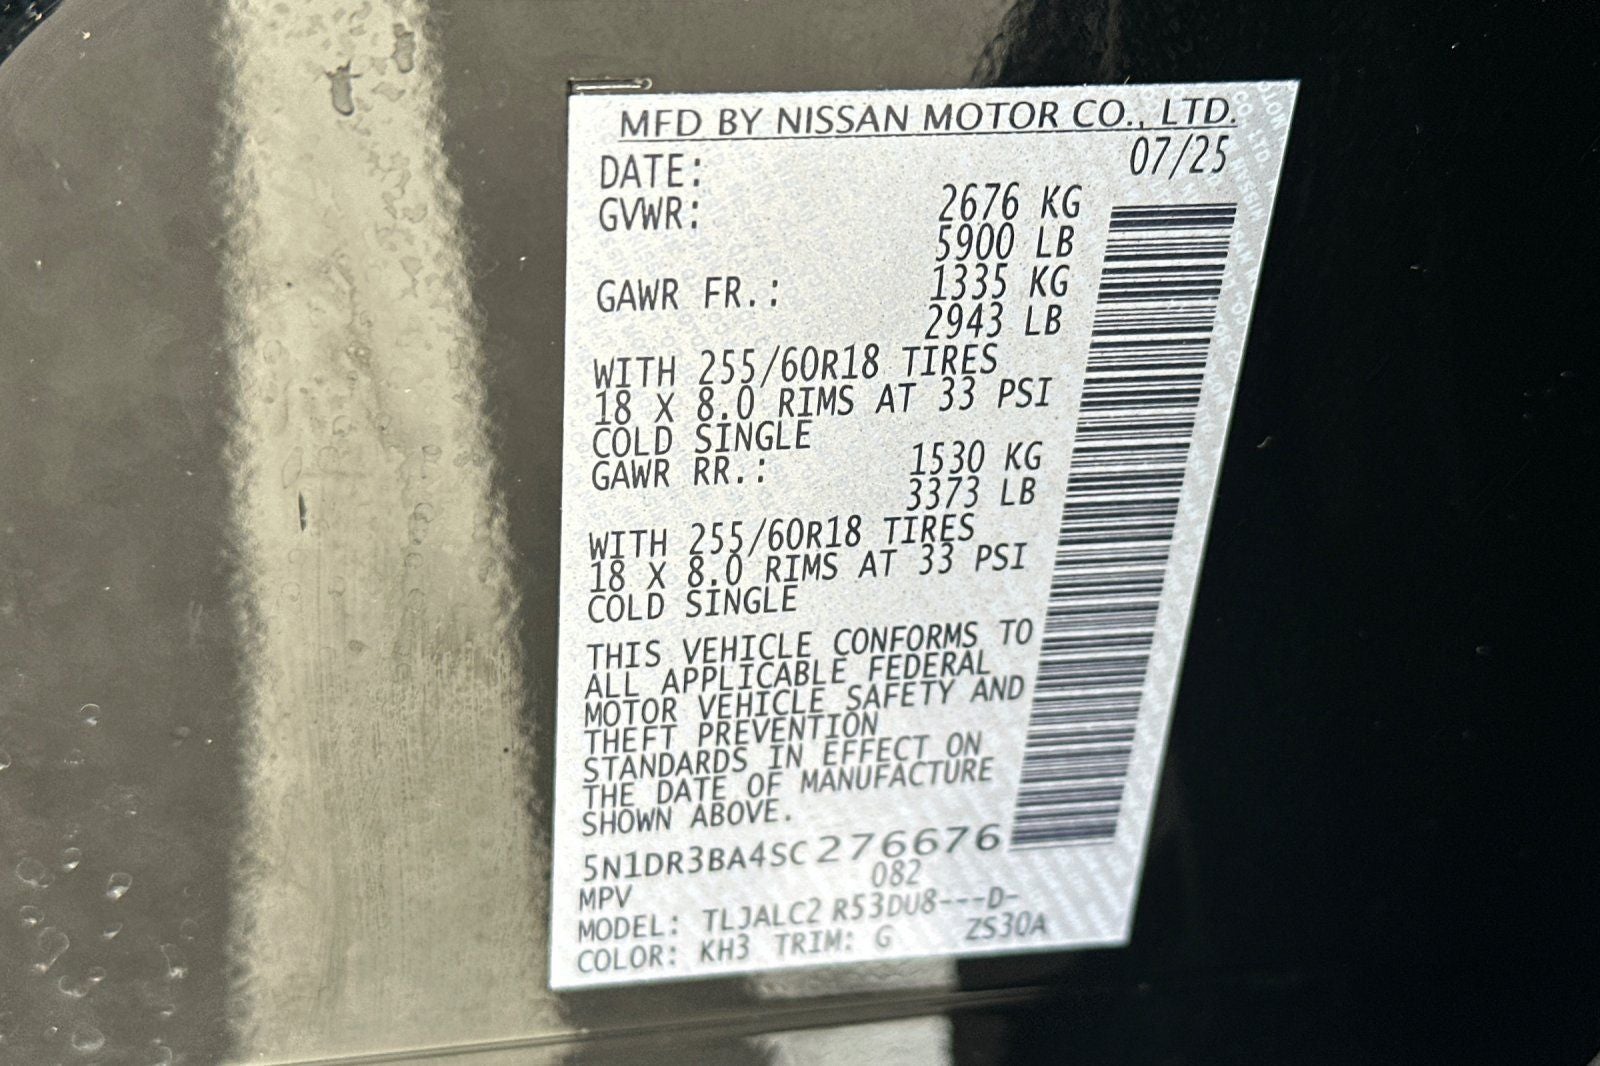 MFD BY NISSAN MOTOR CO., LTD.
DATE: 07/25
GVWR: 2676 KG
5900 LB
GAWR FR.: 1335 KG
2943 LB
WITH 255/60R18 TIRES
18 X 8.0 RIMS AT 33 PSI
COLD SINGLE
GAWR RR.: 1530 KG
3373 LB
WITH 255/60R18 TIRES
18 X 8.0 RIMS AT 33 PSI
COLD SINGLE
THIS VEHICLE CONFORMS TO
ALL APPLICABLE FEDERAL
MOTOR VEHICLE SAFETY AND
THEFT PREVENTION
STANDARDS IN EFFECT ON
THE DATE OF MANUFACTURE
SHOWN ABOVE.
5N1DR3BA4SC276676
MPV 082
MODEL: TLJALC2 R53DU8---D-
COLOR: KH3 TRIM: G ZS30A